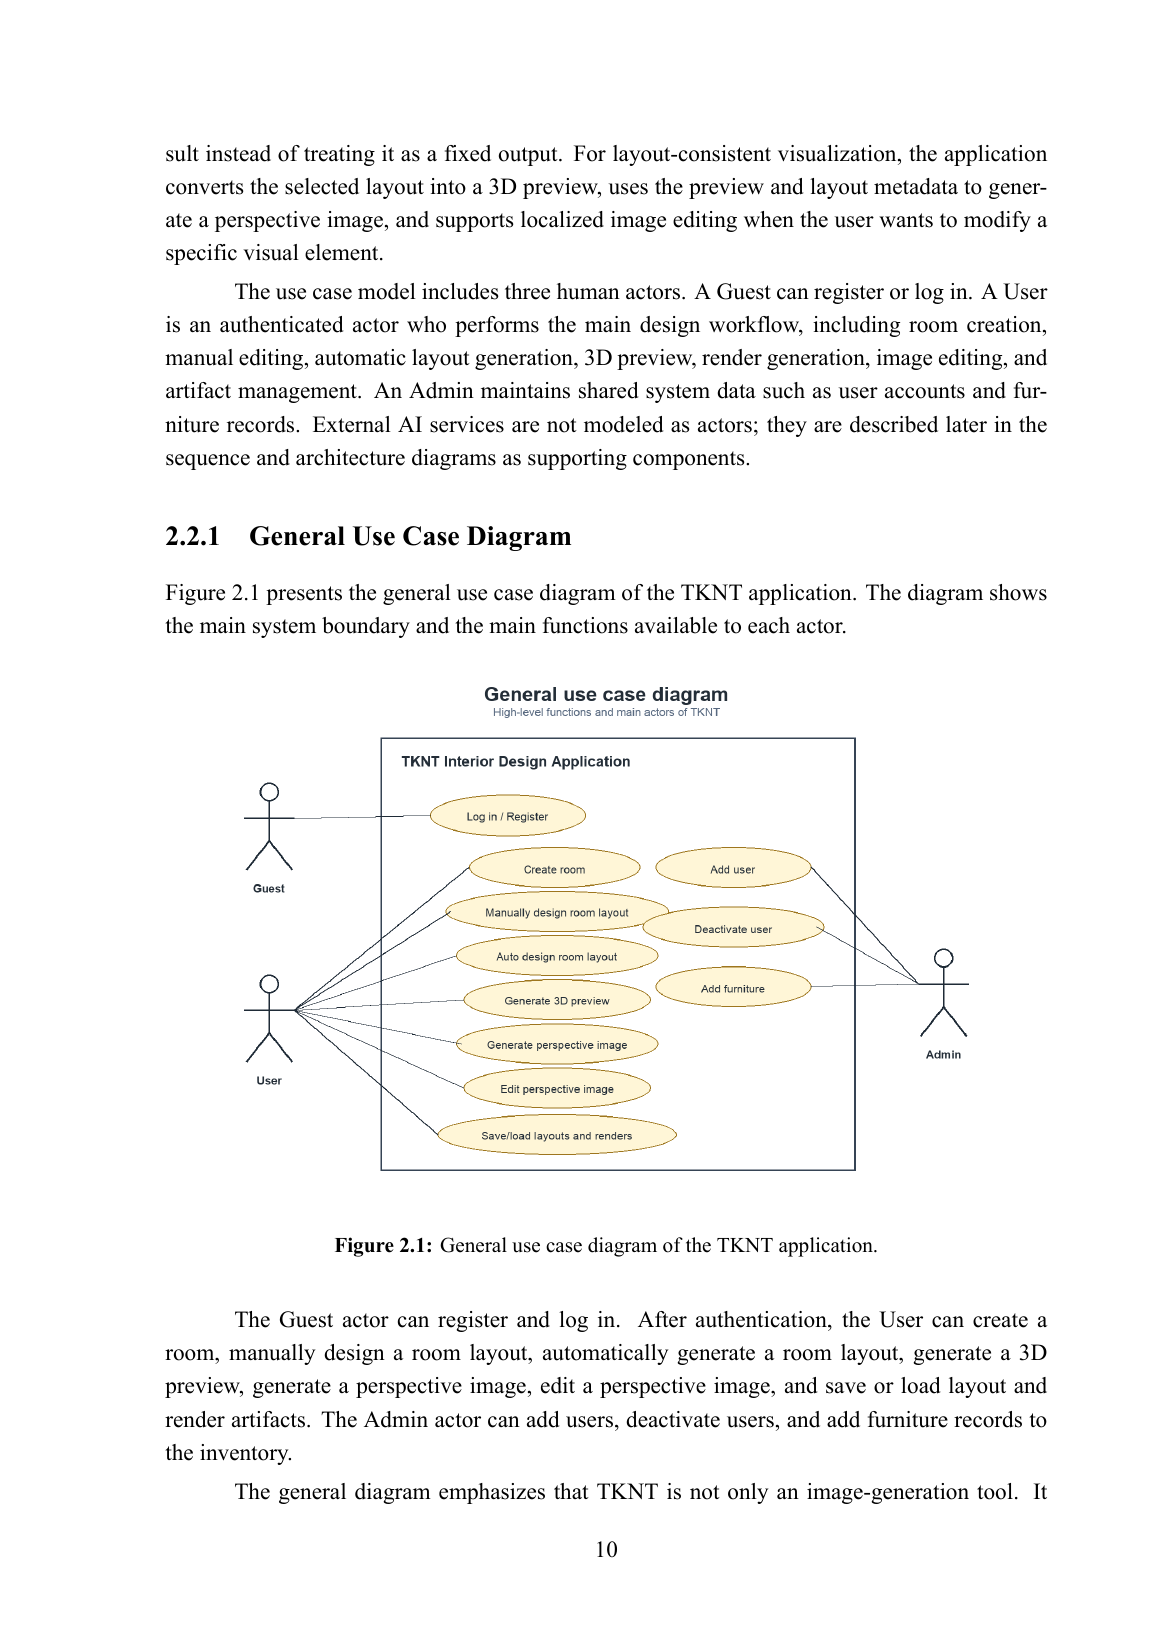 sult instead of treating it as a fixed output. For layout-consistent visualization, the application
converts the selected layout into a 3D preview, uses the preview and layout metadata to gener-
ate a perspective image, and supports localized image editing when the user wants to modify a
specific visual element.
The use case model includes three human actors. A Guest can register or log in. A User
is an authenticated actor who performs the main design workflow, including room creation,
manual editing, automatic layout generation, 3D preview, render generation, image editing, and
artifact management. An Admin maintains shared system data such as user accounts and fur-
niture records. External AI services are not modeled as actors; they are described later in the
sequence and architecture diagrams as supporting components.
2.2.1 General Use Case Diagram
Figure 2.1 presents the general use case diagram of the TKNT application. The diagram shows
the main system boundary and the main functions available to each actor.
General use case diagram
High-level functions and main actors of TKNT
TKNT Interior Design Application
Log in / Register
Guest
Create room
Add user
Manually design room layout
Deactivate user
Auto design room layout
Generate 3D preview
Add furniture
Generate perspective image
Admin
User
Edit perspective image
Save/load layouts and renders
Figure 2.1: General use case diagram of the TKNT application.
The Guest actor can register and log in. After authentication, the User can create a
room, manually design a room layout, automatically generate a room layout, generate a 3D
preview, generate a perspective image, edit a perspective image, and save or load layout and
render artifacts. The Admin actor can add users, deactivate users, and add furniture records to
the inventory.
The general diagram emphasizes that TKNT is not only an image-generation tool. It
10